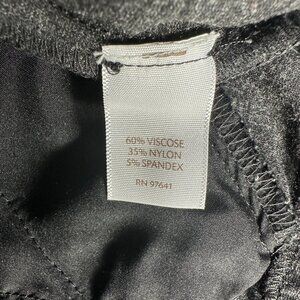 60% VISCOSE
35% NYLON
5% SPANDEX
RN 97641